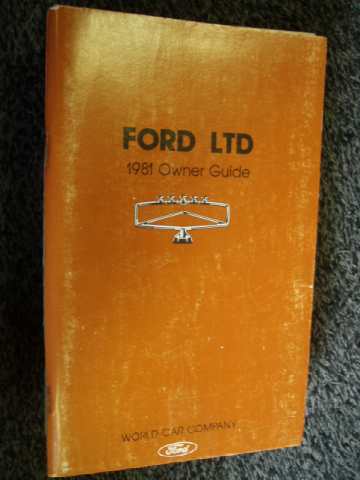 FORD LTD
1981 Owner Guide
WORLD-CAR COMPANY
Ford